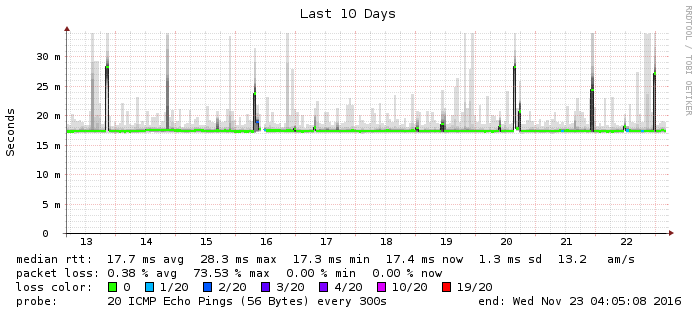 Last 10 Days
RRDTOOL / TOBI OETIKER
Seconds
30 m
25 m
20 m
15 m
10 m
5 m
0
13 14 15 16 17 18 19 20 21 22
median rtt: 17.7 ms avg 28.3 ms max 17.3 ms min 17.4 ms now 1.3 ms sd 13.2 am/s
packet loss: 0.38 % avg 73.53 % max 0.00 % min 0.00 % now
loss color: 0 1/20 2/20 3/20 4/20 10/20 19/20
probe: 20 ICMP Echo Pings (56 Bytes) every 300s end: Wed Nov 23 04:05:08 2016